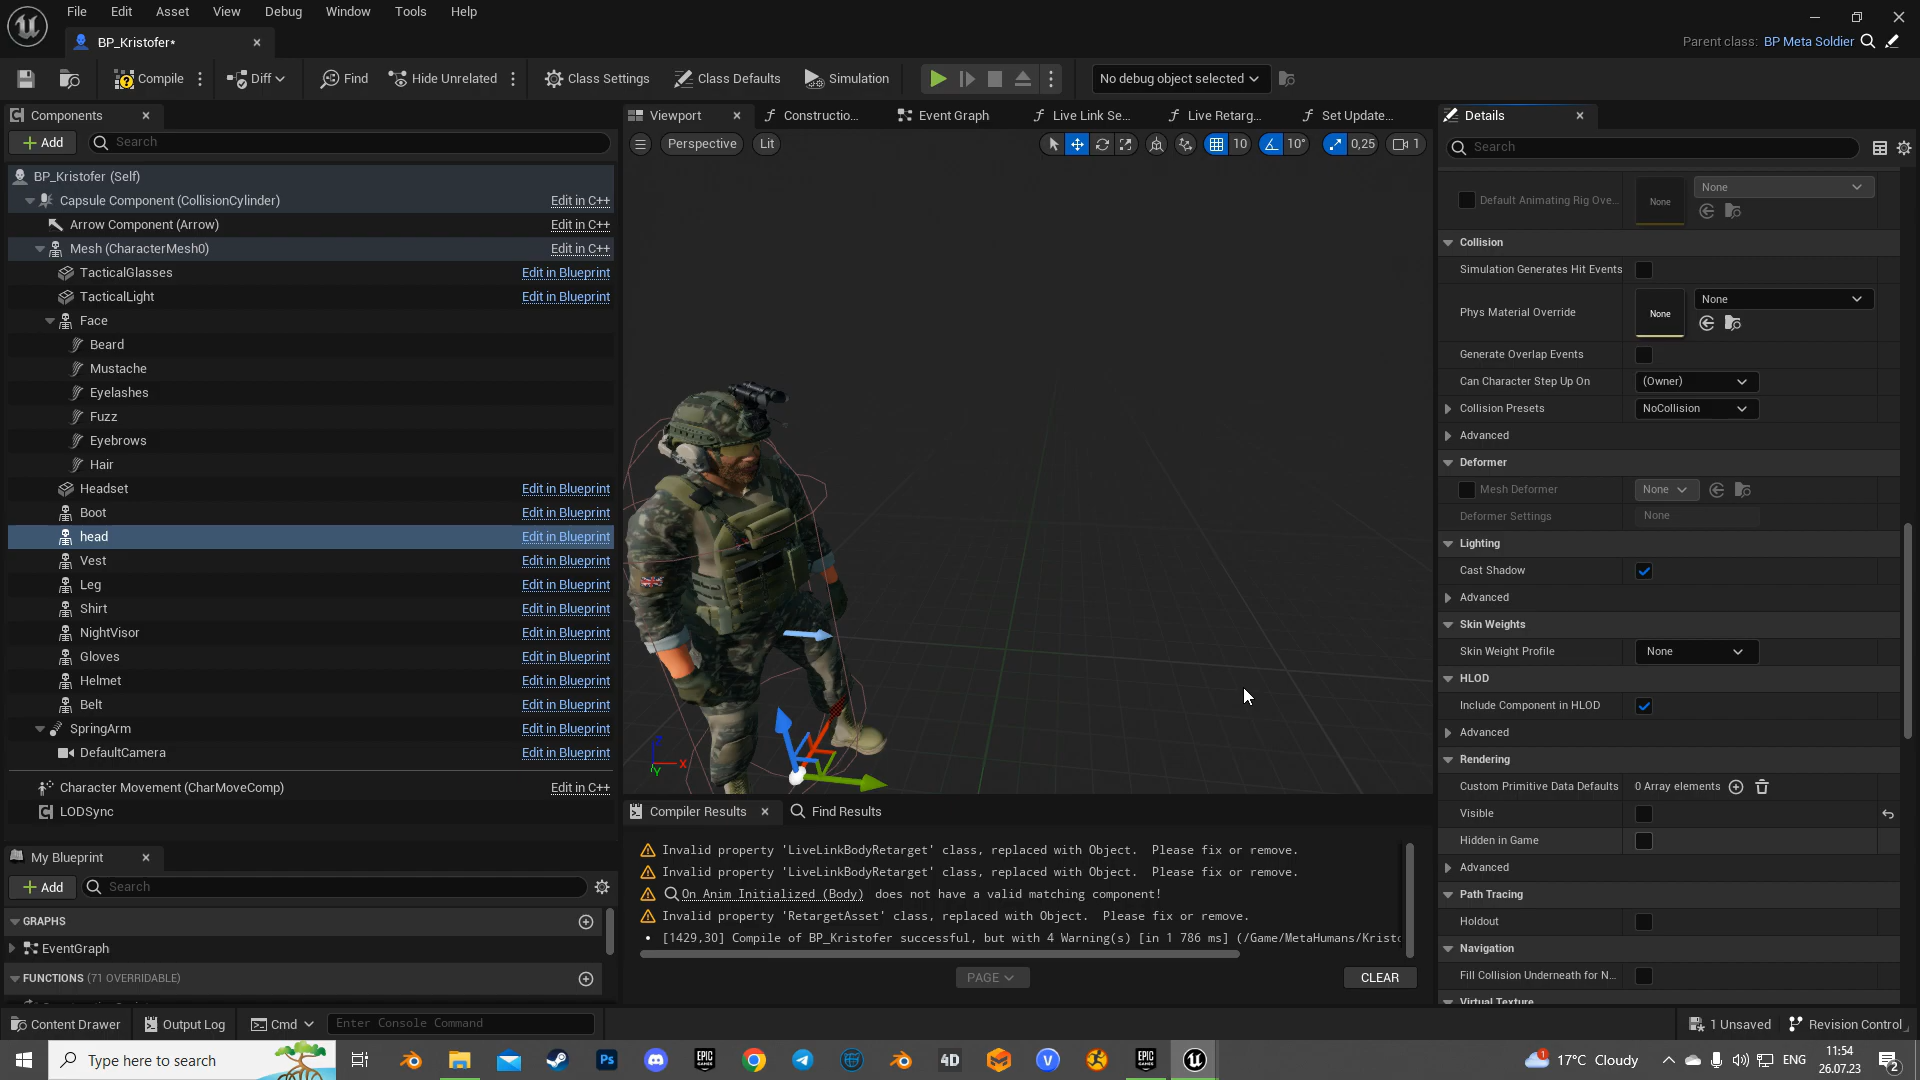 File Edit Asset View Debug Window Tools Help
BP_Kristofer*
Parent class: BP Meta Soldier
Compile Diff Find Hide Unrelated Class Settings Class Defaults Simulation No debug object selected
Components
Add Search
BP_Kristofer (Self)
Capsule Component (CollisionCylinder) Edit in C++
Arrow Component (Arrow) Edit in C++
Mesh (CharacterMesh0) Edit in C++
TacticalGlasses Edit in Blueprint
TacticalLight Edit in Blueprint
Face
Beard
Mustache
Eyelashes
Fuzz
Eyebrows
Hair
Headset Edit in Blueprint
Boot Edit in Blueprint
head Edit in Blueprint
Vest Edit in Blueprint
Leg Edit in Blueprint
Shirt Edit in Blueprint
NightVisor Edit in Blueprint
Gloves Edit in Blueprint
Helmet Edit in Blueprint
Belt Edit in Blueprint
SpringArm Edit in Blueprint
DefaultCamera Edit in Blueprint
Character Movement (CharMoveComp) Edit in C++
LODSync
My Blueprint
Add Search
GRAPHS
EventGraph
FUNCTIONS (71 OVERRIDABLE)
Viewport Constructio... Event Graph Live Link Se... Live Retarg... Set Update...
Perspective Lit 10 10° 0,25 1
Z
X
Y
Compiler Results Find Results
Invalid property 'LiveLinkBodyRetarget' class, replaced with Object. Please fix or remove.
Invalid property 'LiveLinkBodyRetarget' class, replaced with Object. Please fix or remove.
On Anim Initialized (Body) does not have a valid matching component!
Invalid property 'RetargetAsset' class, replaced with Object. Please fix or remove.
[1429,30] Compile of BP_Kristofer successful, but with 4 Warning(s) [in 1 786 ms] (/Game/MetaHumans/Kristo
PAGE CLEAR
Details
Search
Default Animating Rig Ove... None None
Collision
Simulation Generates Hit Events
Phys Material Override None None
Generate Overlap Events
Can Character Step Up On (Owner)
Collision Presets NoCollision
Advanced
Deformer
Mesh Deformer None
Deformer Settings None
Lighting
Cast Shadow
Advanced
Skin Weights
Skin Weight Profile None
HLOD
Include Component in HLOD
Advanced
Rendering
Custom Primitive Data Defaults 0 Array elements
Visible
Hidden in Game
Advanced
Path Tracing
Holdout
Navigation
Fill Collision Underneath for N...
Virtual Texture
Content Drawer Output Log Cmd Enter Console Command 1 Unsaved Revision Control
Type here to search Ps EPIC GAMES 4D V EPIC GAMES 1 17°C Cloudy ENG 11:54
26.07.23 2